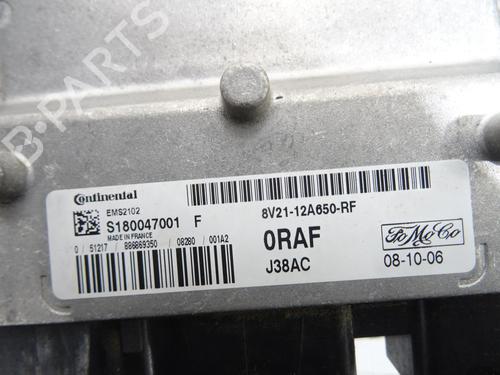 B-PARTS
Continental
EMS2102
S180047001 F
MADE IN FRANCE
0 / 51217 / 886869350 / 08280 / 001A2
8V21-12A650-RF
0RAF
J38AC
FoMoCo
08-10-06